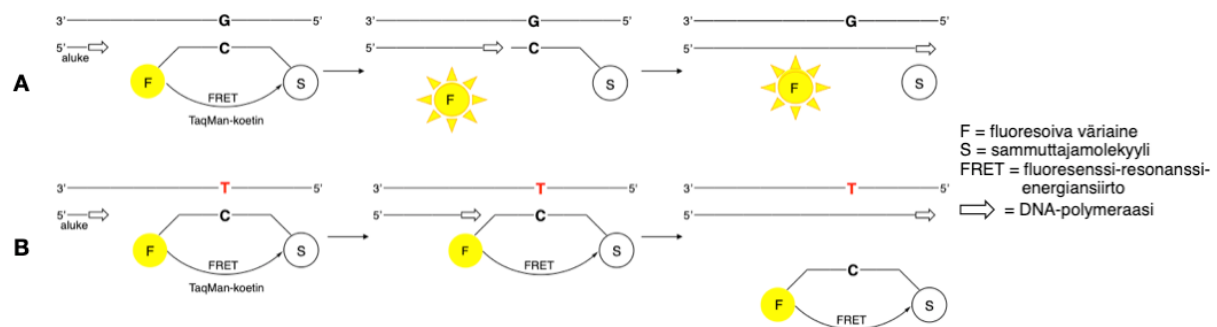 A
3' G 5'
5' C
aluke
F S
FRET
TaqMan-koetin
3' G 5'
5' C
F S
3' G 5'
5'
F S
B
3' T 5'
5' C
aluke
F S
FRET
TaqMan-koetin
3' T 5'
5' C
F S
FRET
3' T 5'
5'
C
F S
FRET
F = fluoresoiva väriaine
S = sammuttajamolekyyli
FRET = fluoresenssi-resonanssi-
energiansiirto
= DNA-polymeraasi